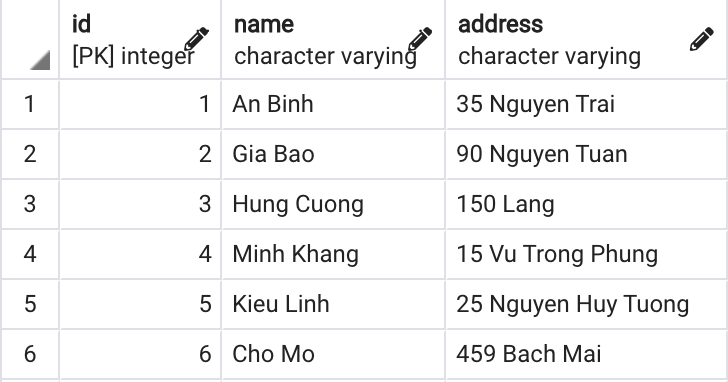 id name address
[PK] integer character varying character varying
1 1 An Binh 35 Nguyen Trai
2 2 Gia Bao 90 Nguyen Tuan
3 3 Hung Cuong 150 Lang
4 4 Minh Khang 15 Vu Trong Phung
5 5 Kieu Linh 25 Nguyen Huy Tuong
6 6 Cho Mo 459 Bach Mai